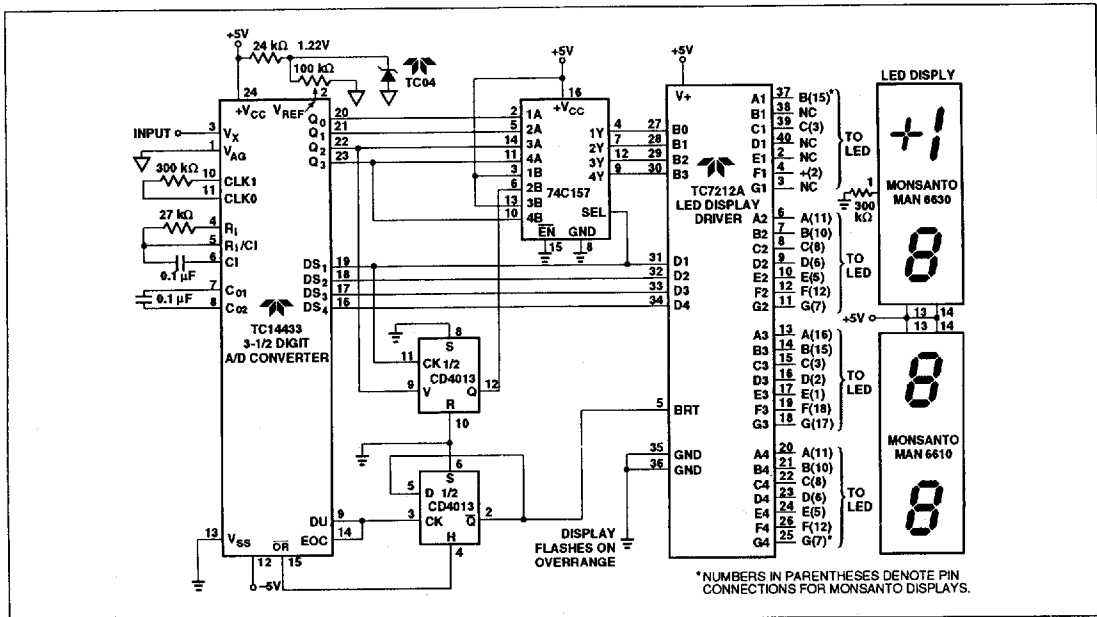 +5V
24 kΩ
1.22V
100 kΩ
TC04
24
2
+VCC
VREF
INPUT
3
VX
1
VAG
300 kΩ
10
CLK1
11
CLK0
27 kΩ
4
R1
5
R1/CI
6
CI
0.1 µF
7
CO1
0.1 µF
8
CO2
Q0
20
Q1
21
Q2
22
Q3
23
DS1
19
DS2
18
DS3
17
DS4
16
TC14433
3-1/2 DIGIT
A/D CONVERTER
DU
9
EOC
14
13
VSS
OR
12
15
–5V
+5V
16
+VCC
2
1A
5
2A
14
3A
11
4A
3
1B
6
2B
13
3B
10
4B
1Y
4
2Y
7
3Y
12
4Y
9
74C157
SEL
EN
GND
15
8
8
S
11
CK
1/2
CD4013
9
V
Q
12
R
10
6
S
5
D
1/2
CD4013
3
CK
Q
2
H
4
DISPLAY
FLASHES ON
OVERRANGE
+5V
V+
27
B0
28
B1
29
B2
30
B3
TC7212A
LED DISPLAY
DRIVER
31
D1
32
D2
33
D3
34
D4
5
BRT
35
GND
36
GND
A1 37 B(15)*
B1 38 NC
C1 39 C(3)
D1 40 NC
E1 2 NC
F1 4 +(2)
G1 3 NC
TO
LED
A2 6 A(11)
B2 7 B(10)
C2 8 C(8)
D2 9 D(6)
E2 10 E(5)
F2 12 F(12)
G2 11 G(7)
TO
LED
A3 13 A(16)
B3 14 B(15)
C3 15 C(3)
D3 16 D(2)
E3 17 E(1)
F3 19 F(18)
G3 18 G(17)
TO
LED
A4 20 A(11)
B4 21 B(10)
C4 22 C(8)
D4 23 D(6)
E4 24 E(5)
F4 26 F(12)
G4 25 G(7)*
TO
LED
LED DISPLY
+1
1
300
kΩ
MONSANTO
MAN 6630
8
+5V
13
14
13
14
8
MONSANTO
MAN 6610
8
*NUMBERS IN PARENTHESES DENOTE PIN
CONNECTIONS FOR MONSANTO DISPLAYS.